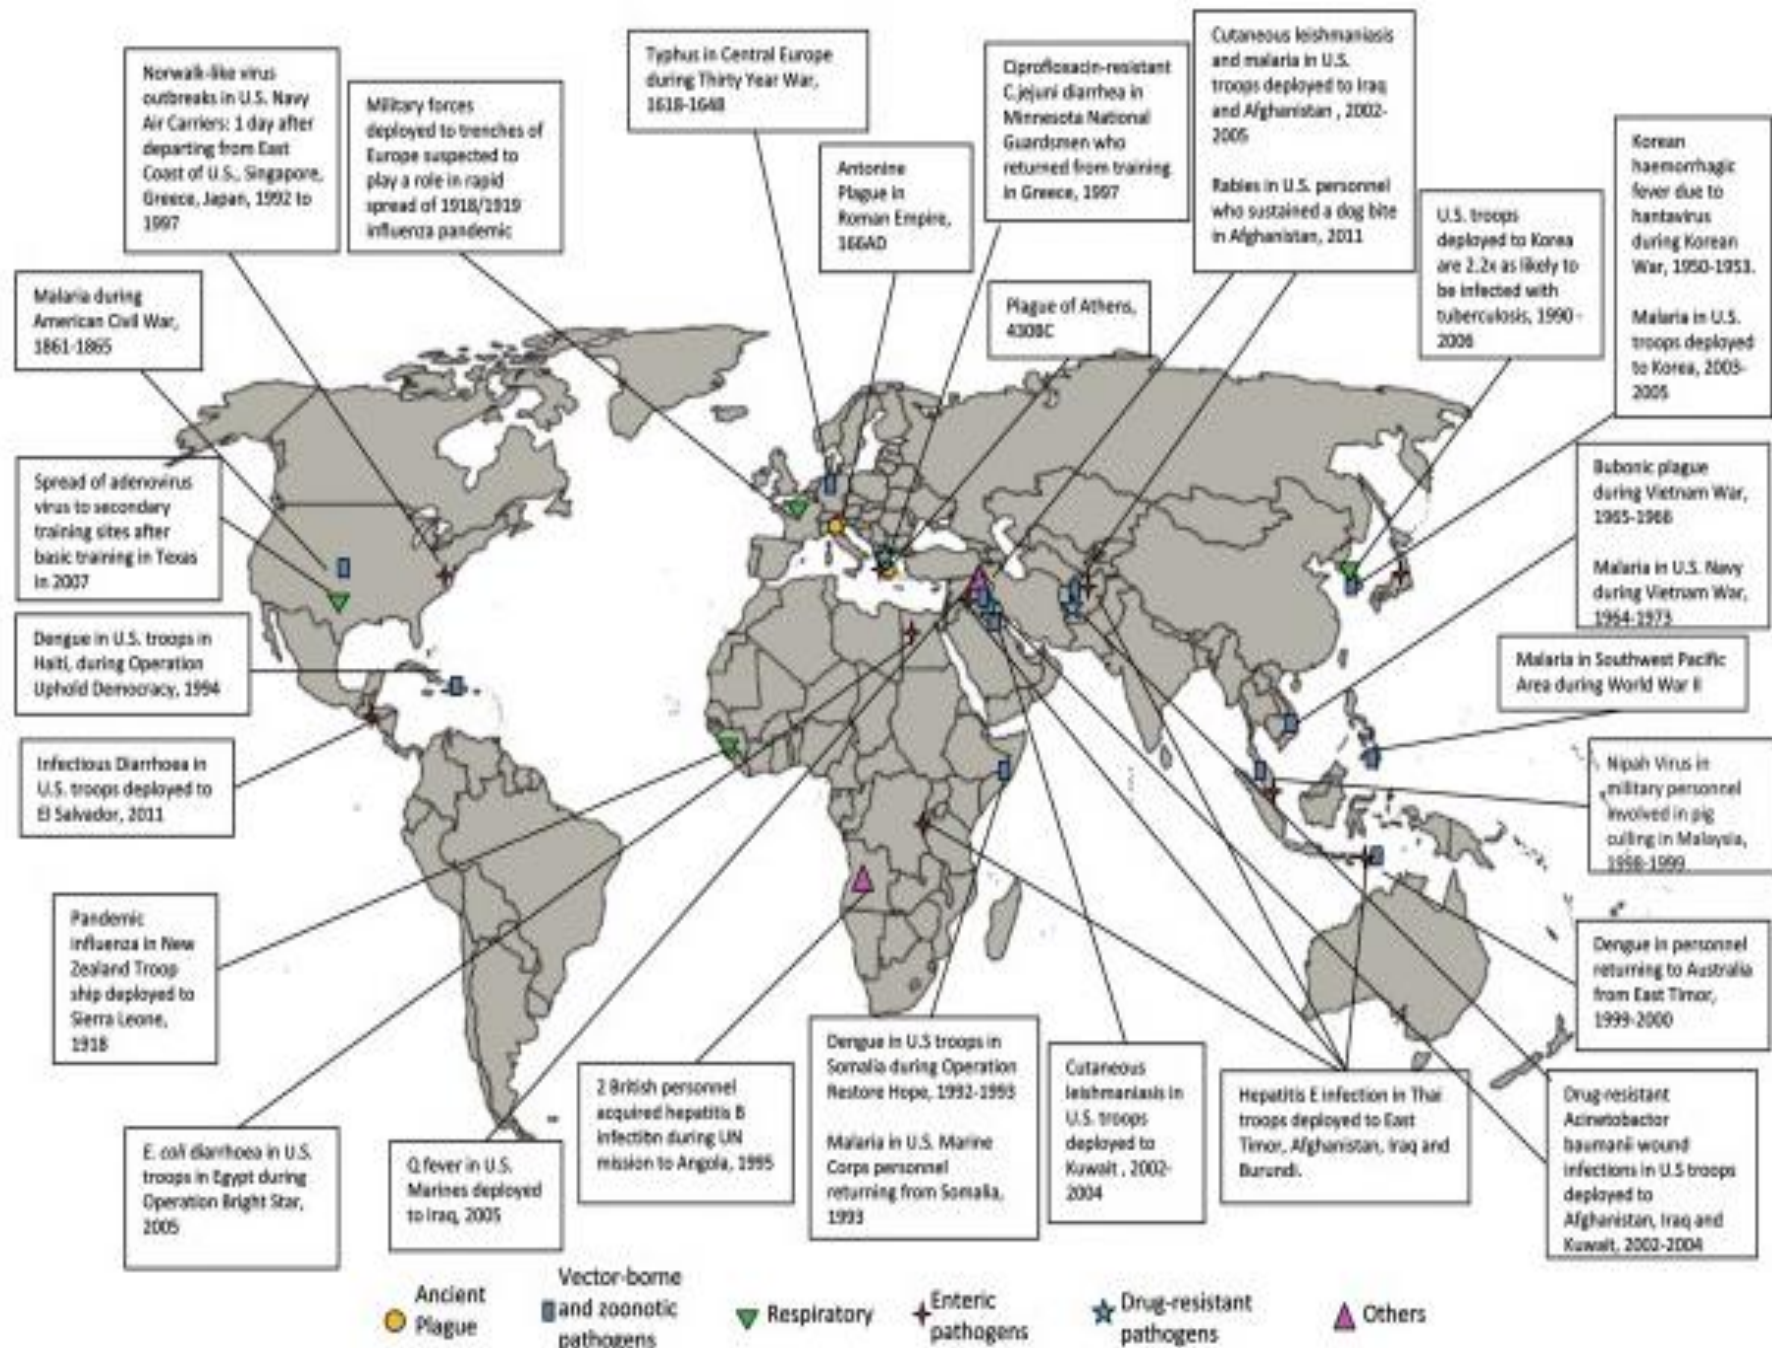 Norwalk-like virus
outbreaks in U.S. Navy
Air Carriers: 1 day after
departing from East
Coast of U.S., Singapore,
Greece, Japan, 1992 to
1997
Military forces
deployed to trenches of
Europe suspected to
play a role in rapid
spread of 1918/1919
influenza pandemic
Typhus in Central Europe
during Thirty Year War,
1618-1648
Antonine
Plague in
Roman Empire,
166AD
Ciprofloxacin-resistant
C.jejuni diarrhea in
Minnesota National
Guardsmen who
returned from training
in Greece, 1997
Cutaneous leishmaniasis
and malaria in U.S.
troops deployed to Iraq
and Afghanistan , 2002-
2005
Rabies in U.S. personnel
who sustained a dog bite
in Afghanistan, 2011
U.S. troops
deployed to Korea
are 2.2x as likely to
be infected with
tuberculosis, 1990 -
2006
Korean
haemorrhagic
fever due to
hantavirus
during Korean
War, 1950-1953.
Malaria in U.S.
troops deployed
to Korea, 2003-
2005
Malaria during
American Civil War,
1861-1865
Plague of Athens,
430BC
Spread of adenovirus
virus to secondary
training sites after
basic training in Texas
in 2007
Bubonic plague
during Vietnam War,
1965-1966
Malaria in U.S. Navy
during Vietnam War,
1964-1973
Dengue in U.S. troops in
Haiti, during Operation
Uphold Democracy, 1994
Malaria in Southwest Pacific
Area during World War II
Infectious Diarrhoea in
U.S. troops deployed to
El Salvador, 2011
Nipah Virus in
military personnel
involved in pig
culling in Malaysia,
1998-1999
Pandemic
influenza in New
Zealand Troop
ship deployed to
Sierra Leone,
1918
Dengue in personnel
returning to Australia
from East Timor,
1999-2000
E. coli diarrhoea in U.S.
troops in Egypt during
Operation Bright Star,
2005
Q fever in U.S.
Marines deployed
to Iraq, 2005
2 British personnel
acquired hepatitis B
infectibn during UN
mission to Angola, 1995
Dengue in U.S troops in
Somalia during Operation
Restore Hope, 1992-1993
Malaria in U.S. Marine
Corps personnel
returning from Somalia,
1993
Cutaneous
leishmaniasis in
U.S. troops
deployed to
Kuwait , 2002-
2004
Hepatitis E infection in Thai
troops deployed to East
Timor, Afghanistan, Iraq and
Burundi.
Drug-resistant
Acinetobactor
baumanii wound
infections in U.S troops
deployed to
Afghanistan, Iraq and
Kuwait, 2002-2004
Ancient
Plague
Vector-borne
and zoonotic
pathogens
Respiratory
Enteric
pathogens
Drug-resistant
pathogens
Others